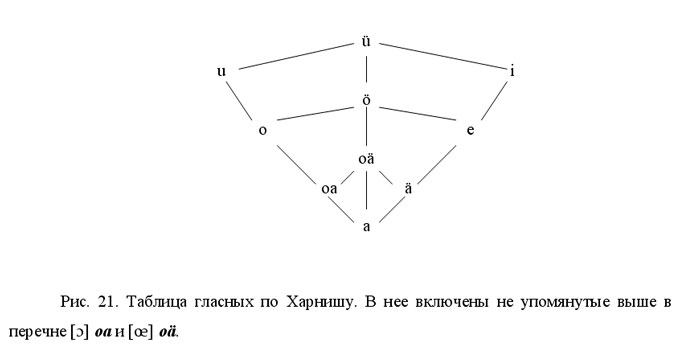 ü
u i
ö
o e
oä
oa ä
a
Рис. 21. Таблица гласных по Харнишу. В нее включены не упомянутые выше в
перечне [ɔ] oa и [œ] oä.